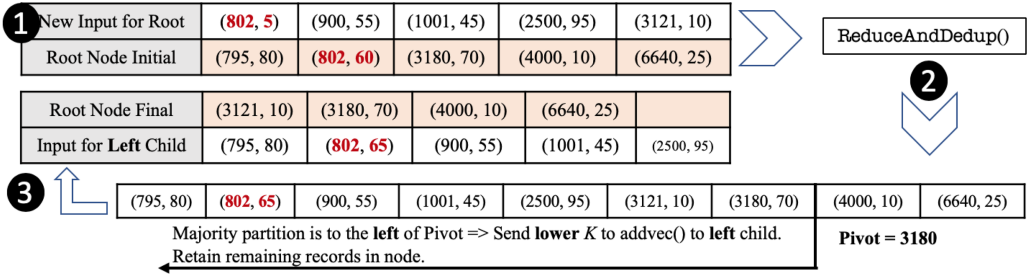 1
New Input for Root (802, 5) (900, 55) (1001, 45) (2500, 95) (3121, 10)
Root Node Initial (795, 80) (802, 60) (3180, 70) (4000, 10) (6640, 25)
ReduceAndDedup()
2
Root Node Final (3121, 10) (3180, 70) (4000, 10) (6640, 25)
Input for Left Child (795, 80) (802, 65) (900, 55) (1001, 45) (2500, 95)
3
(795, 80) (802, 65) (900, 55) (1001, 45) (2500, 95) (3121, 10) (3180, 70) (4000, 10) (6640, 25)
Majority partition is to the left of Pivot => Send lower K to addvec() to left child.
Retain remaining records in node.
Pivot = 3180